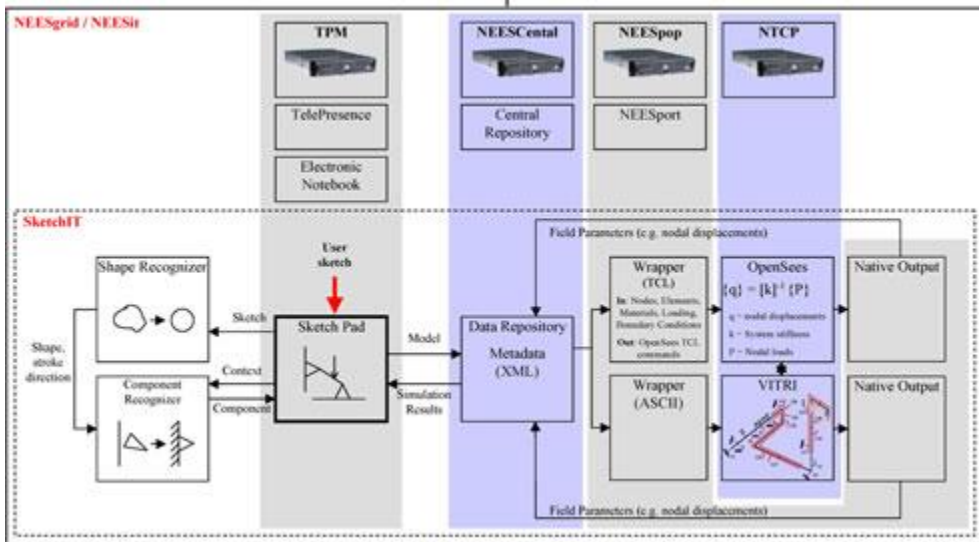 NEESgrid / NEESit
TPM
NEESCental
NEESpop
NTCP
TelePresence
Central
Repository
NEESport
Electronic
Notebook
SketchIT
Field Parameters (e.g. nodal displacements)
User
sketch
Shape Recognizer
Sketch
Sketch Pad
Model
Data Repository
Metadata
(XML)
Wrapper
(TCL)
In: Nodes, Elements,
Materials, Loading,
Boundary Conditions
Out: OpenSees TCL
commands
OpenSees
{q} = [k]⁻¹ {P}
q = nodal displacements
k = System stiffness
P = Nodal loads
Native Output
Shape,
stroke
direction
Context
Component
Component
Recognizer
Simulation
Results
Wrapper
(ASCII)
VITRI
Native Output
Field Parameters (e.g. nodal displacements)